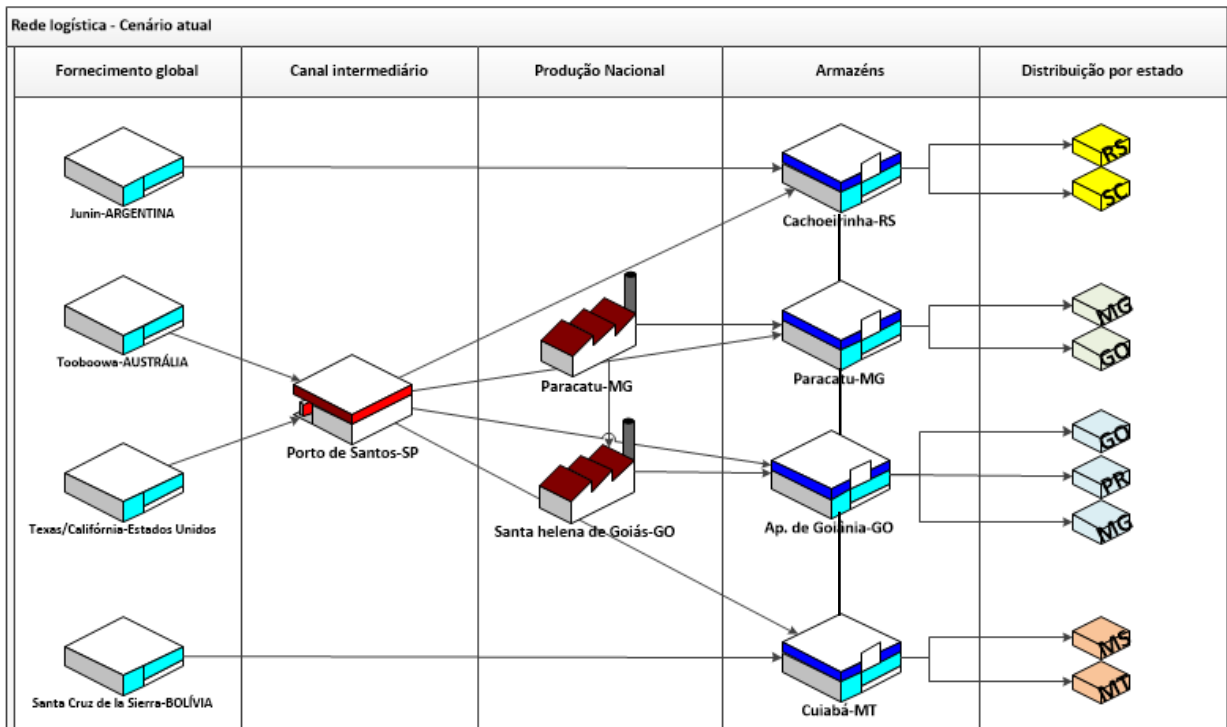 Rede logística - Cenário atual
Fornecimento global
Canal intermediário
Produção Nacional
Armazéns
Distribuição por estado
Junin-ARGENTINA
Tooboowa-AUSTRÁLIA
Texas/Califórnia-Estados Unidos
Santa Cruz de la Sierra-BOLÍVIA
Porto de Santos-SP
Paracatu-MG
Santa helena de Goiás-GO
Cachoeirinha-RS
Paracatu-MG
Ap. de Goiânia-GO
Cuiabá-MT
RS
SC
MG
GO
GO
PR
MG
MS
MT